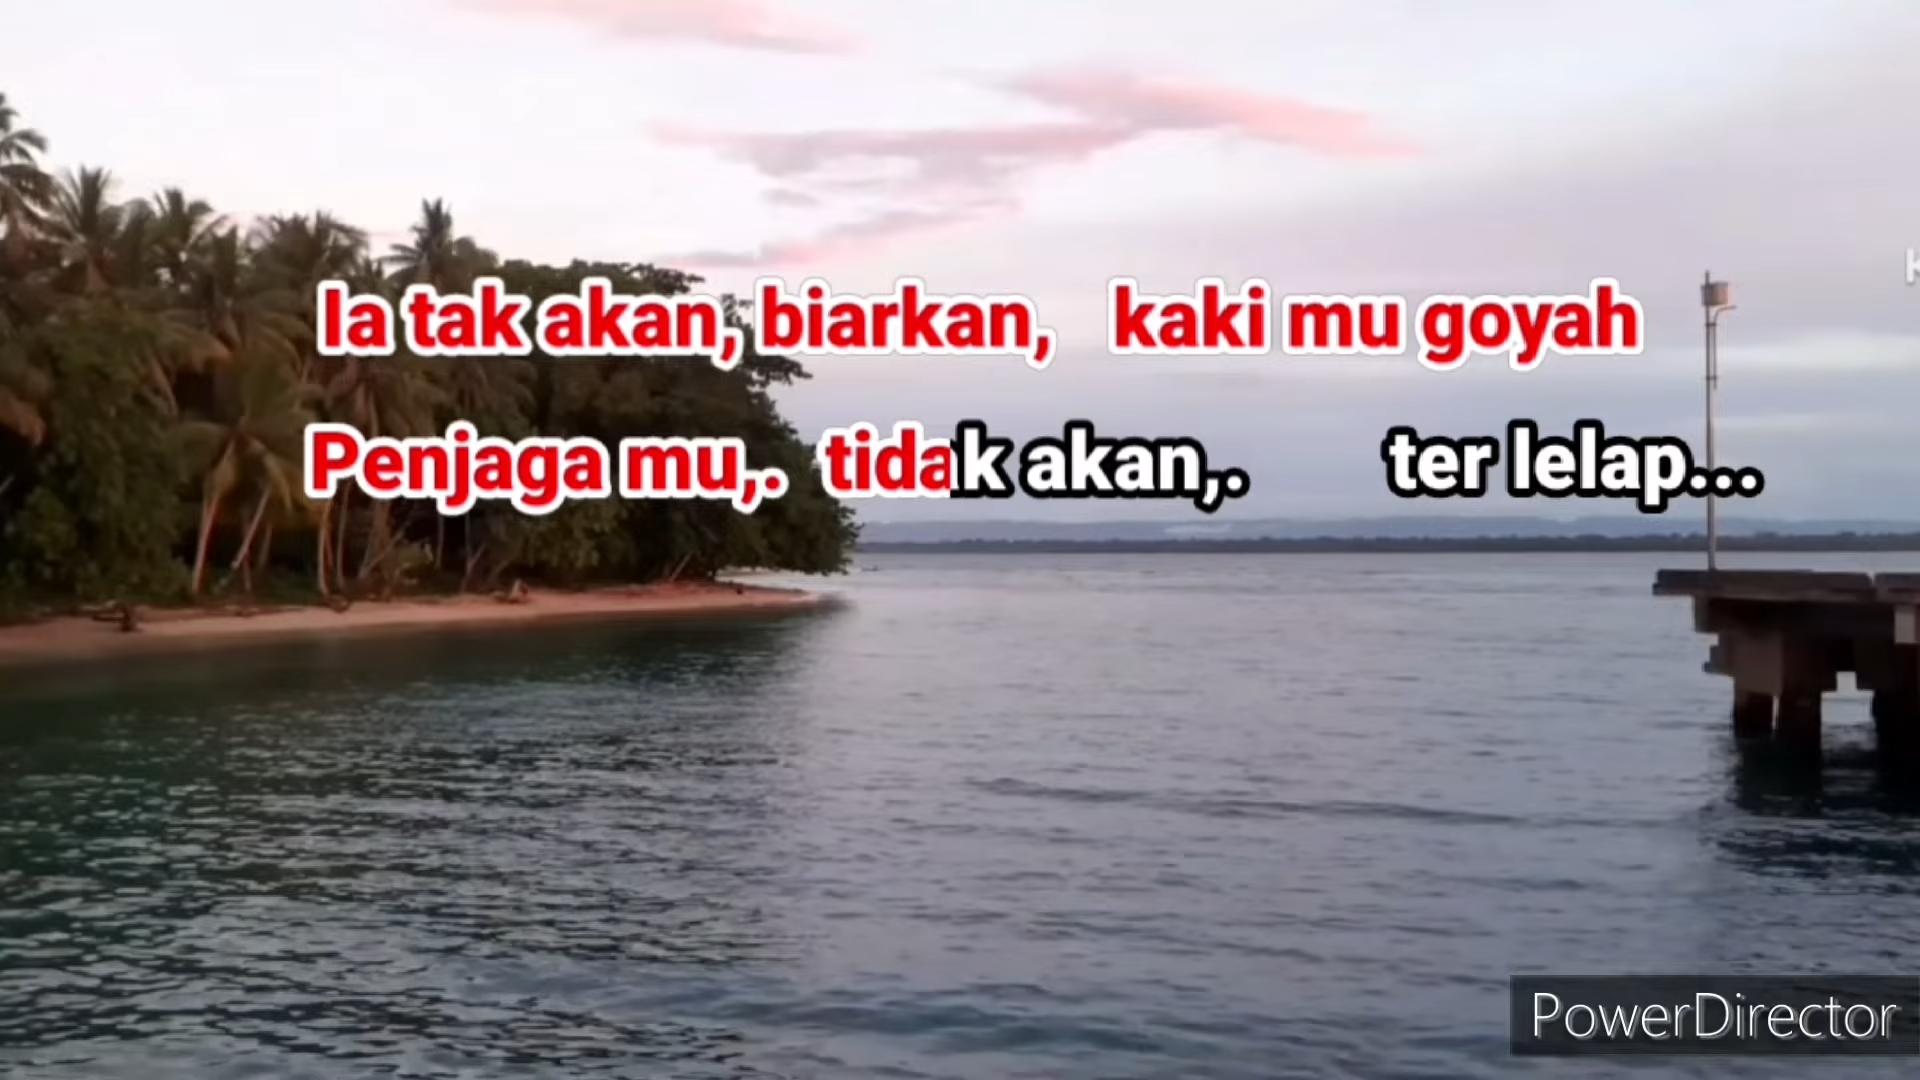 Ia tak akan, biarkan, kaki mu goyah
Penjaga mu,. tidak akan,. ter lelap...
PowerDirector